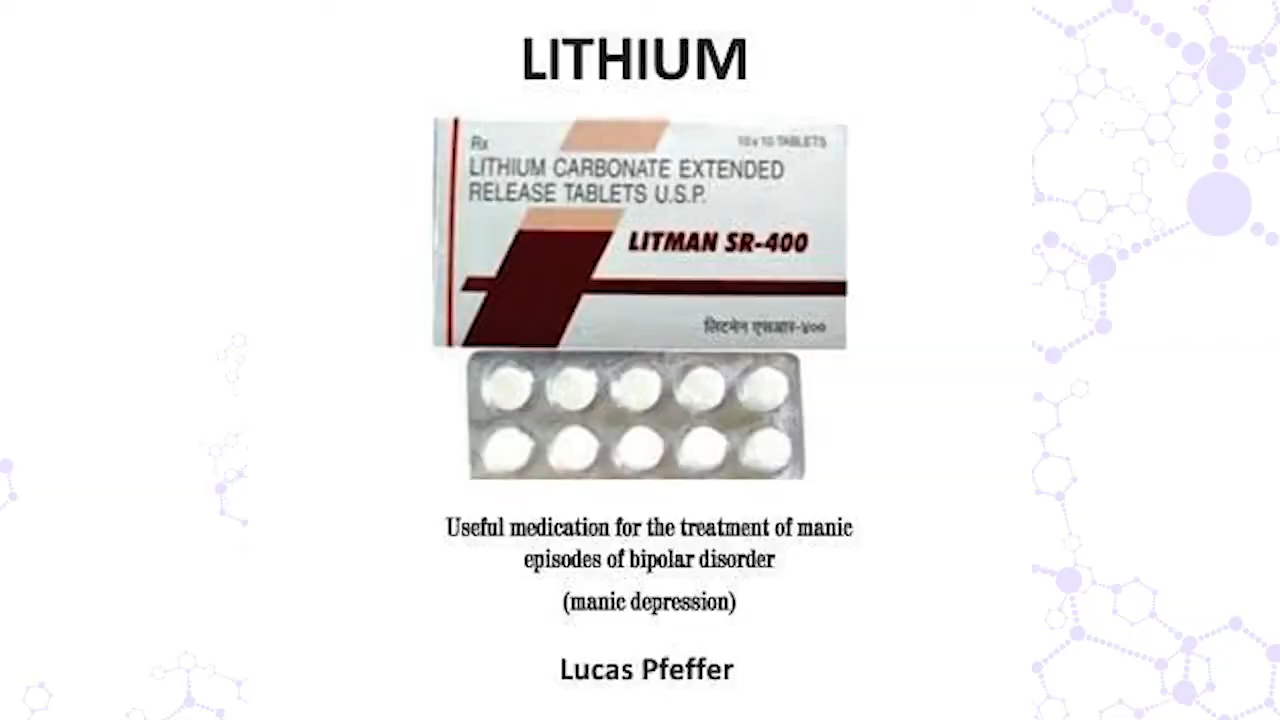 LITHIUM
Rx
10 x 10 TABLETS
LITHIUM CARBONATE EXTENDED
RELEASE TABLETS U.S.P.
LITMAN SR-400
लिटमेन एसआर-४००
Useful medication for the treatment of manic
episodes of bipolar disorder
(manic depression)
Lucas Pfeffer